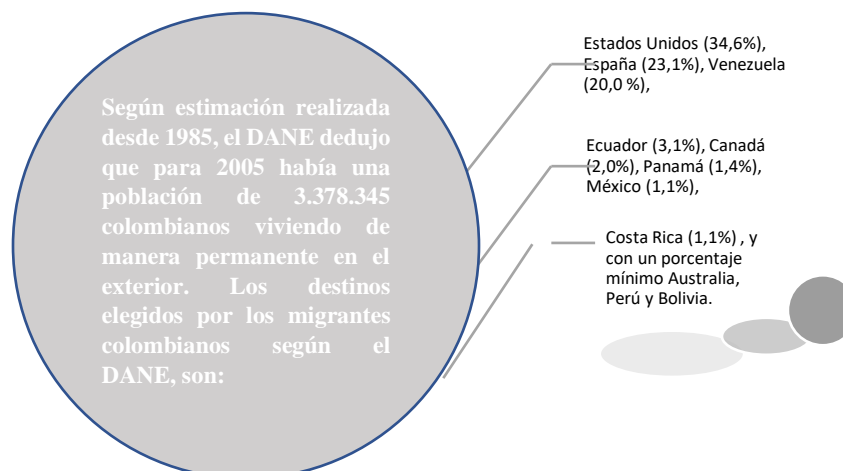 Según estimación realizada
desde 1985, el DANE dedujo
que para 2005 había una
población de 3.378.345
colombianos viviendo de
manera permanente en el
exterior. Los destinos
elegidos por los migrantes
colombianos según el
DANE, son:
Estados Unidos (34,6%),
España (23,1%), Venezuela
(20,0 %),
Ecuador (3,1%), Canadá
(2,0%), Panamá (1,4%),
México (1,1%),
Costa Rica (1,1%) , y
con un porcentaje
mínimo Australia,
Perú y Bolivia.